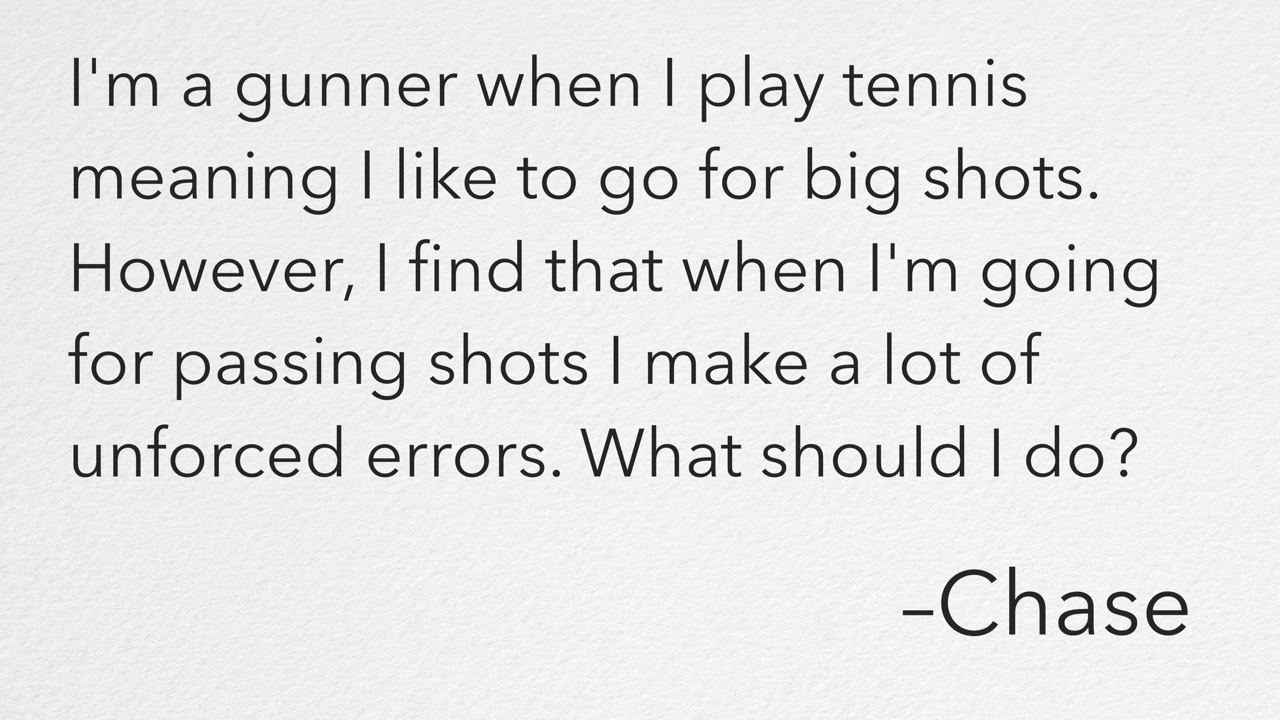 I'm a gunner when I play tennis
meaning I like to go for big shots.
However, I find that when I'm going
for passing shots I make a lot of
unforced errors. What should I do?
–Chase